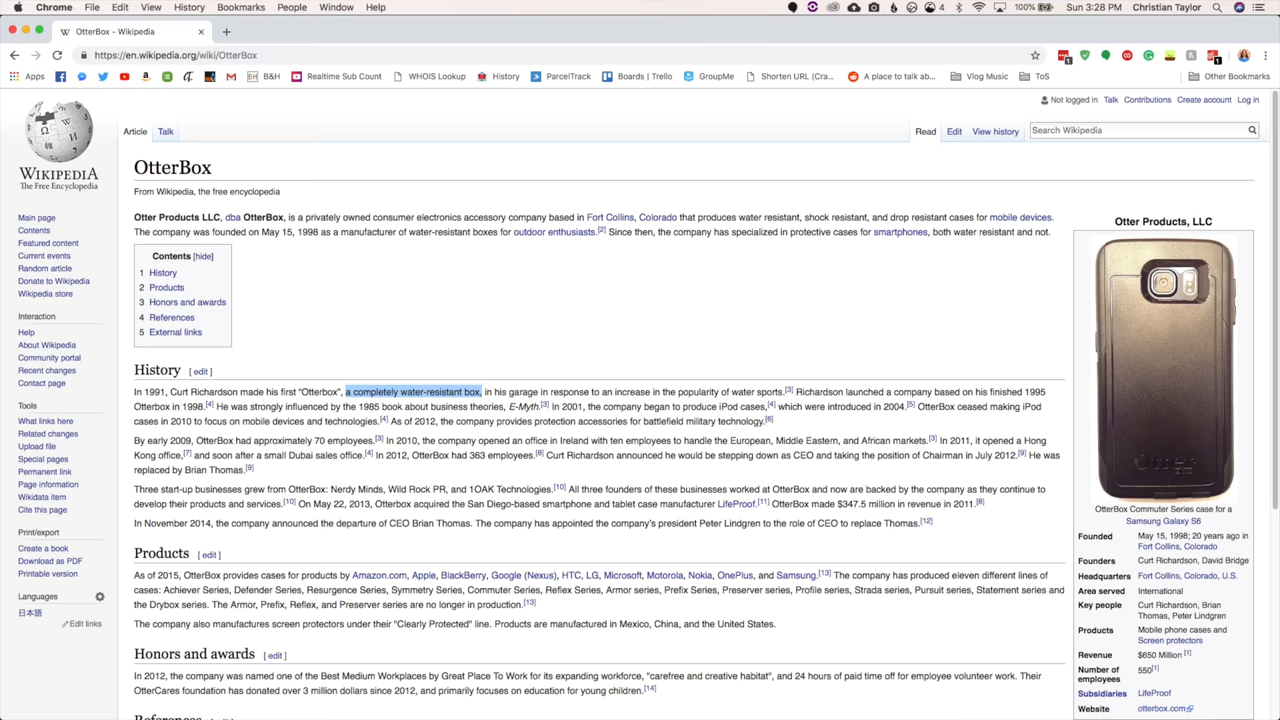 Chrome File Edit View History Bookmarks People Window Help
4 100% Sun 3:28 PM Christian Taylor
W OtterBox - Wikipedia
https://en.wikipedia.org/wiki/OtterBox
Apps B&H Realtime Sub Count WHOIS Lookup History ParcelTrack Boards | Trello GroupMe Shorten URL (Cra... A place to talk ab... Vlog Music ToS Other Bookmarks
Not logged in Talk Contributions Create account Log in
Article Talk Read Edit View history Search Wikipedia
WIKIPEDIA
The Free Encyclopedia
Main page
Contents
Featured content
Current events
Random article
Donate to Wikipedia
Wikipedia store
Interaction
Help
About Wikipedia
Community portal
Recent changes
Contact page
Tools
What links here
Related changes
Upload file
Special pages
Permanent link
Page information
Wikidata item
Cite this page
Print/export
Create a book
Download as PDF
Printable version
Languages
日本語
Edit links
OtterBox
From Wikipedia, the free encyclopedia
Otter Products LLC, dba OtterBox, is a privately owned consumer electronics accessory company based in Fort Collins, Colorado that produces water resistant, shock resistant, and drop resistant cases for mobile devices.
The company was founded on May 15, 1998 as a manufacturer of water-resistant boxes for outdoor enthusiasts.[2] Since then, the company has specialized in protective cases for smartphones, both water resistant and not.
Contents [hide]
1 History
2 Products
3 Honors and awards
4 References
5 External links
History [ edit ]
In 1991, Curt Richardson made his first "Otterbox", a completely water-resistant box, in his garage in response to an increase in the popularity of water sports.[3] Richardson launched a company based on his finished 1995
Otterbox in 1998.[4] He was strongly influenced by the 1985 book about business theories, E-Myth.[3] In 2001, the company began to produce iPod cases,[4] which were introduced in 2004.[5] OtterBox ceased making iPod
cases in 2010 to focus on mobile devices and technologies.[4] As of 2012, the company provides protection accessories for battlefield military technology.[6]
By early 2009, OtterBox had approximately 70 employees.[3] In 2010, the company opened an office in Ireland with ten employees to handle the European, Middle Eastern, and African markets.[3] In 2011, it opened a Hong
Kong office,[7] and soon after a small Dubai sales office.[4] In 2012, OtterBox had 363 employees.[8] Curt Richardson announced he would be stepping down as CEO and taking the position of Chairman in July 2012.[9] He was
replaced by Brian Thomas.[9]
Three start-up businesses grew from OtterBox: Nerdy Minds, Wild Rock PR, and 1OAK Technologies.[10] All three founders of these businesses worked at OtterBox and now are backed by the company as they continue to
develop their products and services.[10] On May 22, 2013, Otterbox acquired the San Diego-based smartphone and tablet case manufacturer LifeProof.[11] OtterBox made $347.5 million in revenue in 2011.[8]
In November 2014, the company announced the departure of CEO Brian Thomas. The company has appointed the company's president Peter Lindgren to the role of CEO to replace Thomas.[12]
Products [ edit ]
As of 2015, OtterBox provides cases for products by Amazon.com, Apple, BlackBerry, Google (Nexus), HTC, LG, Microsoft, Motorola, Nokia, OnePlus, and Samsung.[13] The company has produced eleven different lines of
cases: Achiever Series, Defender Series, Resurgence Series, Symmetry Series, Commuter Series, Reflex Series, Armor series, Prefix Series, Preserver series, Profile series, Strada series, Pursuit series, Statement series and
the Drybox series. The Armor, Prefix, Reflex, and Preserver series are no longer in production.[13]
The company also manufactures screen protectors under their "Clearly Protected" line. Products are manufactured in Mexico, China, and the United States.
Honors and awards [ edit ]
In 2012, the company was named one of the Best Medium Workplaces by Great Place To Work for its expanding workforce, "carefree and creative habitat", and 24 hours of paid time off for employee volunteer work. Their
OtterCares foundation has donated over 3 million dollars since 2012, and primarily focuses on education for young children.[14]
Otter Products, LLC
OtterBox Commuter Series case for a
Samsung Galaxy S6
Founded May 15, 1998; 20 years ago in
Fort Collins, Colorado
Founders Curt Richardson, David Bridge
Headquarters Fort Collins, Colorado, U.S.
Area served International
Key people Curt Richardson, Brian
Thomas, Peter Lindgren
Products Mobile phone cases and
Screen protectors
Revenue $650 Million [1]
Number of employees 550[1]
Subsidiaries LifeProof
Website otterbox.com